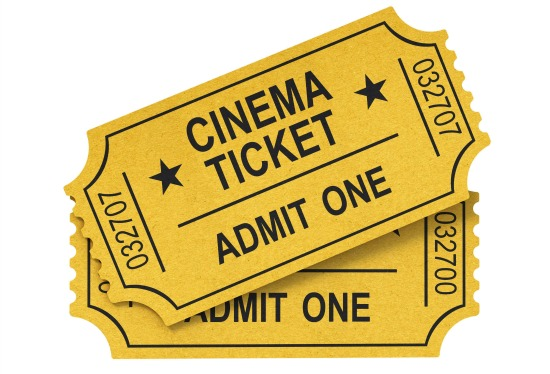 CINEMA
TICKET
ADMIT ONE
032707
032707
ADMIT ONE
032700